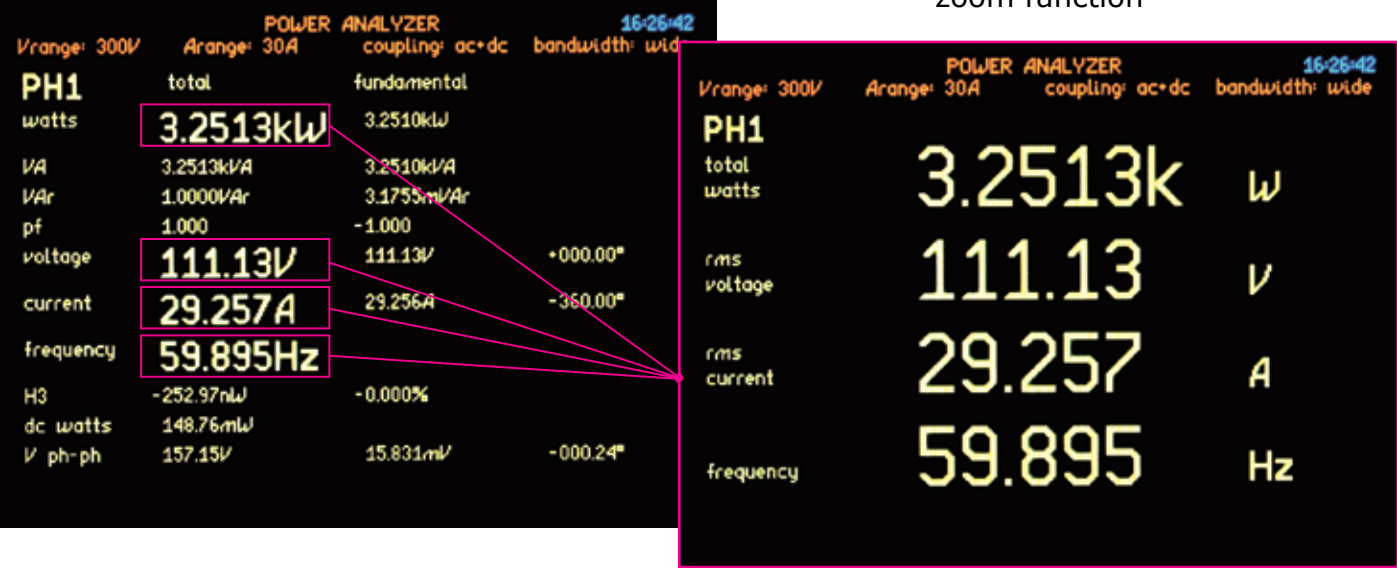 zoom function
POWER ANALYZER 16:26:42
Vrange: 300V Arange: 30A coupling: ac+dc bandwidth: wide
PH1 total fundamental
watts 3.2513kW 3.2510kW
VA 3.2513kVA 3.2510kVA
VAr 1.0000VAr 3.1755mVAr
pf 1.000 -1.000
voltage 111.13V 111.13V +000.00°
current 29.257A 29.256A -360.00°
frequency 59.895Hz
H3 -252.97nW -0.000%
dc watts 148.76mW
V ph-ph 157.15V 15.831mV -000.24°
POWER ANALYZER 16:26:42
Vrange: 300V Arange: 30A coupling: ac+dc bandwidth: wide
PH1
total
watts 3.2513k W
rms
voltage 111.13 V
rms
current 29.257 A
frequency 59.895 Hz